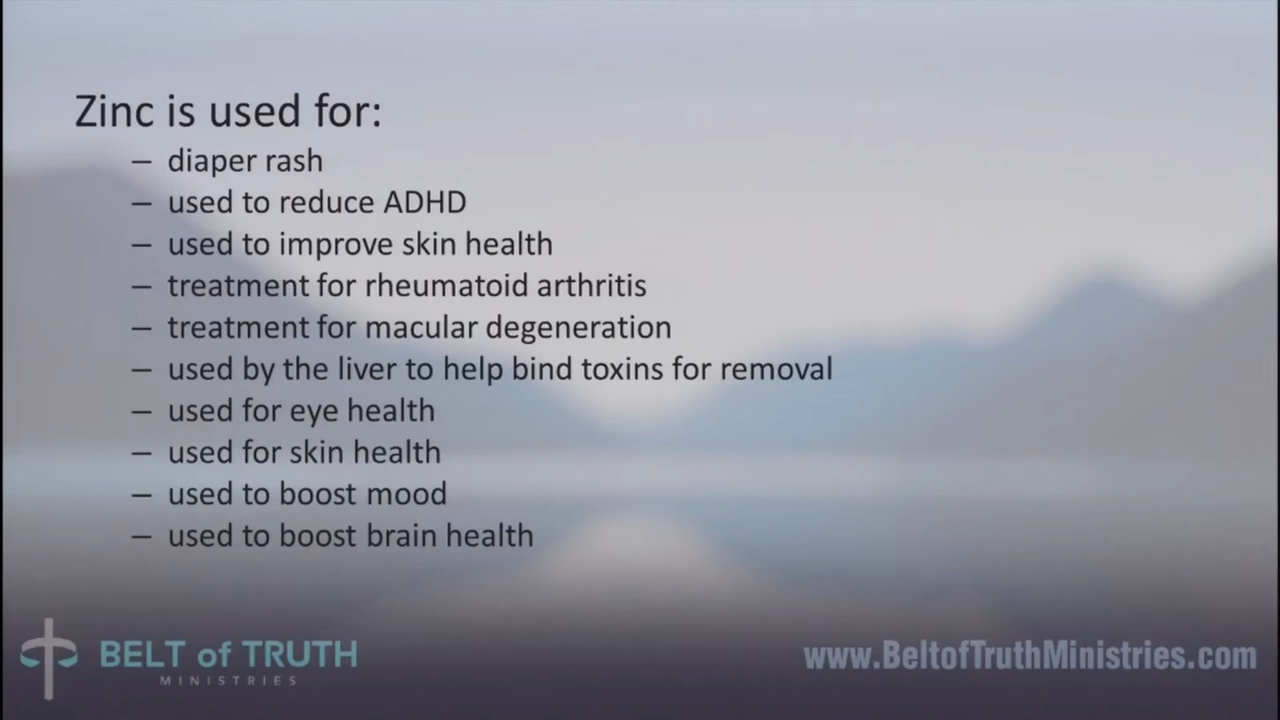 Zinc is used for:
– diaper rash
– used to reduce ADHD
– used to improve skin health
– treatment for rheumatoid arthritis
– treatment for macular degeneration
– used by the liver to help bind toxins for removal
– used for eye health
– used for skin health
– used to boost mood
– used to boost brain health
BELT of TRUTH
MINISTRIES
www.BeltofTruthMinistries.com